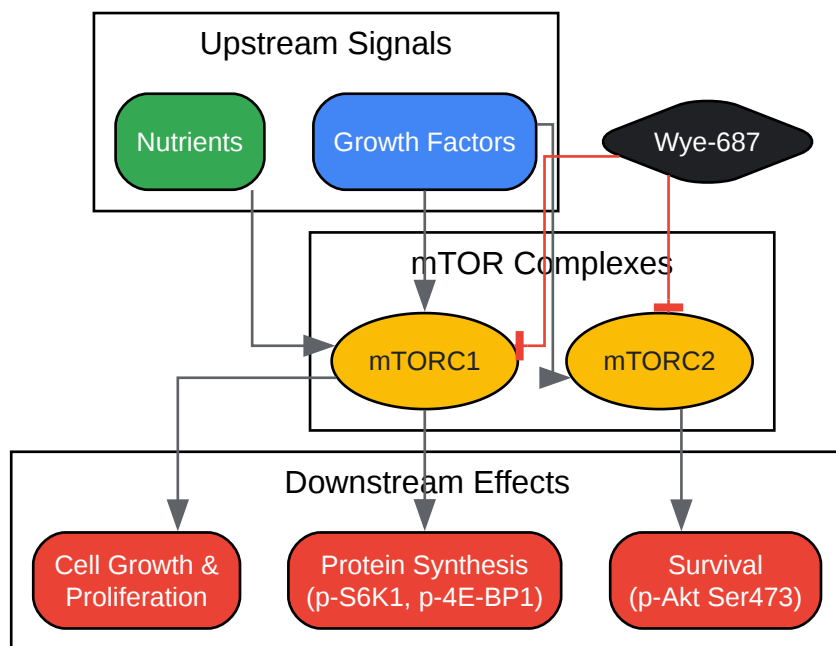 Upstream Signals
Nutrients
Growth Factors
Wye-687
mTOR Complexes
mTORC1
mTORC2
Downstream Effects
Cell Growth &
Proliferation
Protein Synthesis
(p-S6K1, p-4E-BP1)
Survival
(p-Akt Ser473)